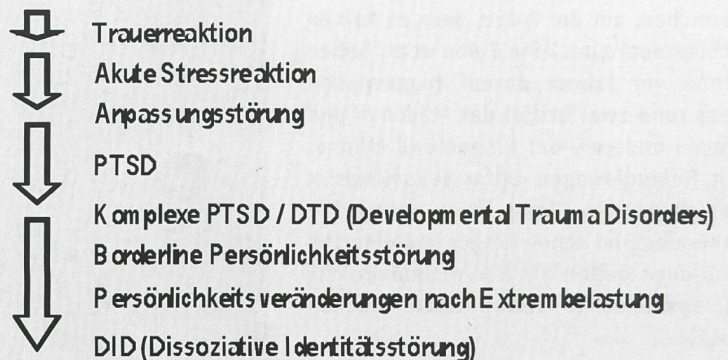 Trauerreaktion
Akute Stressreaktion
Anpassungsstörung
PTSD
Komplexe PTSD / DTD (Developmental Trauma Disorders)
Borderline Persönlichkeitsstörung
Persönlichkeitsveränderungen nach Extrembelastung
DID (Dissoziative Identitätsstörung)